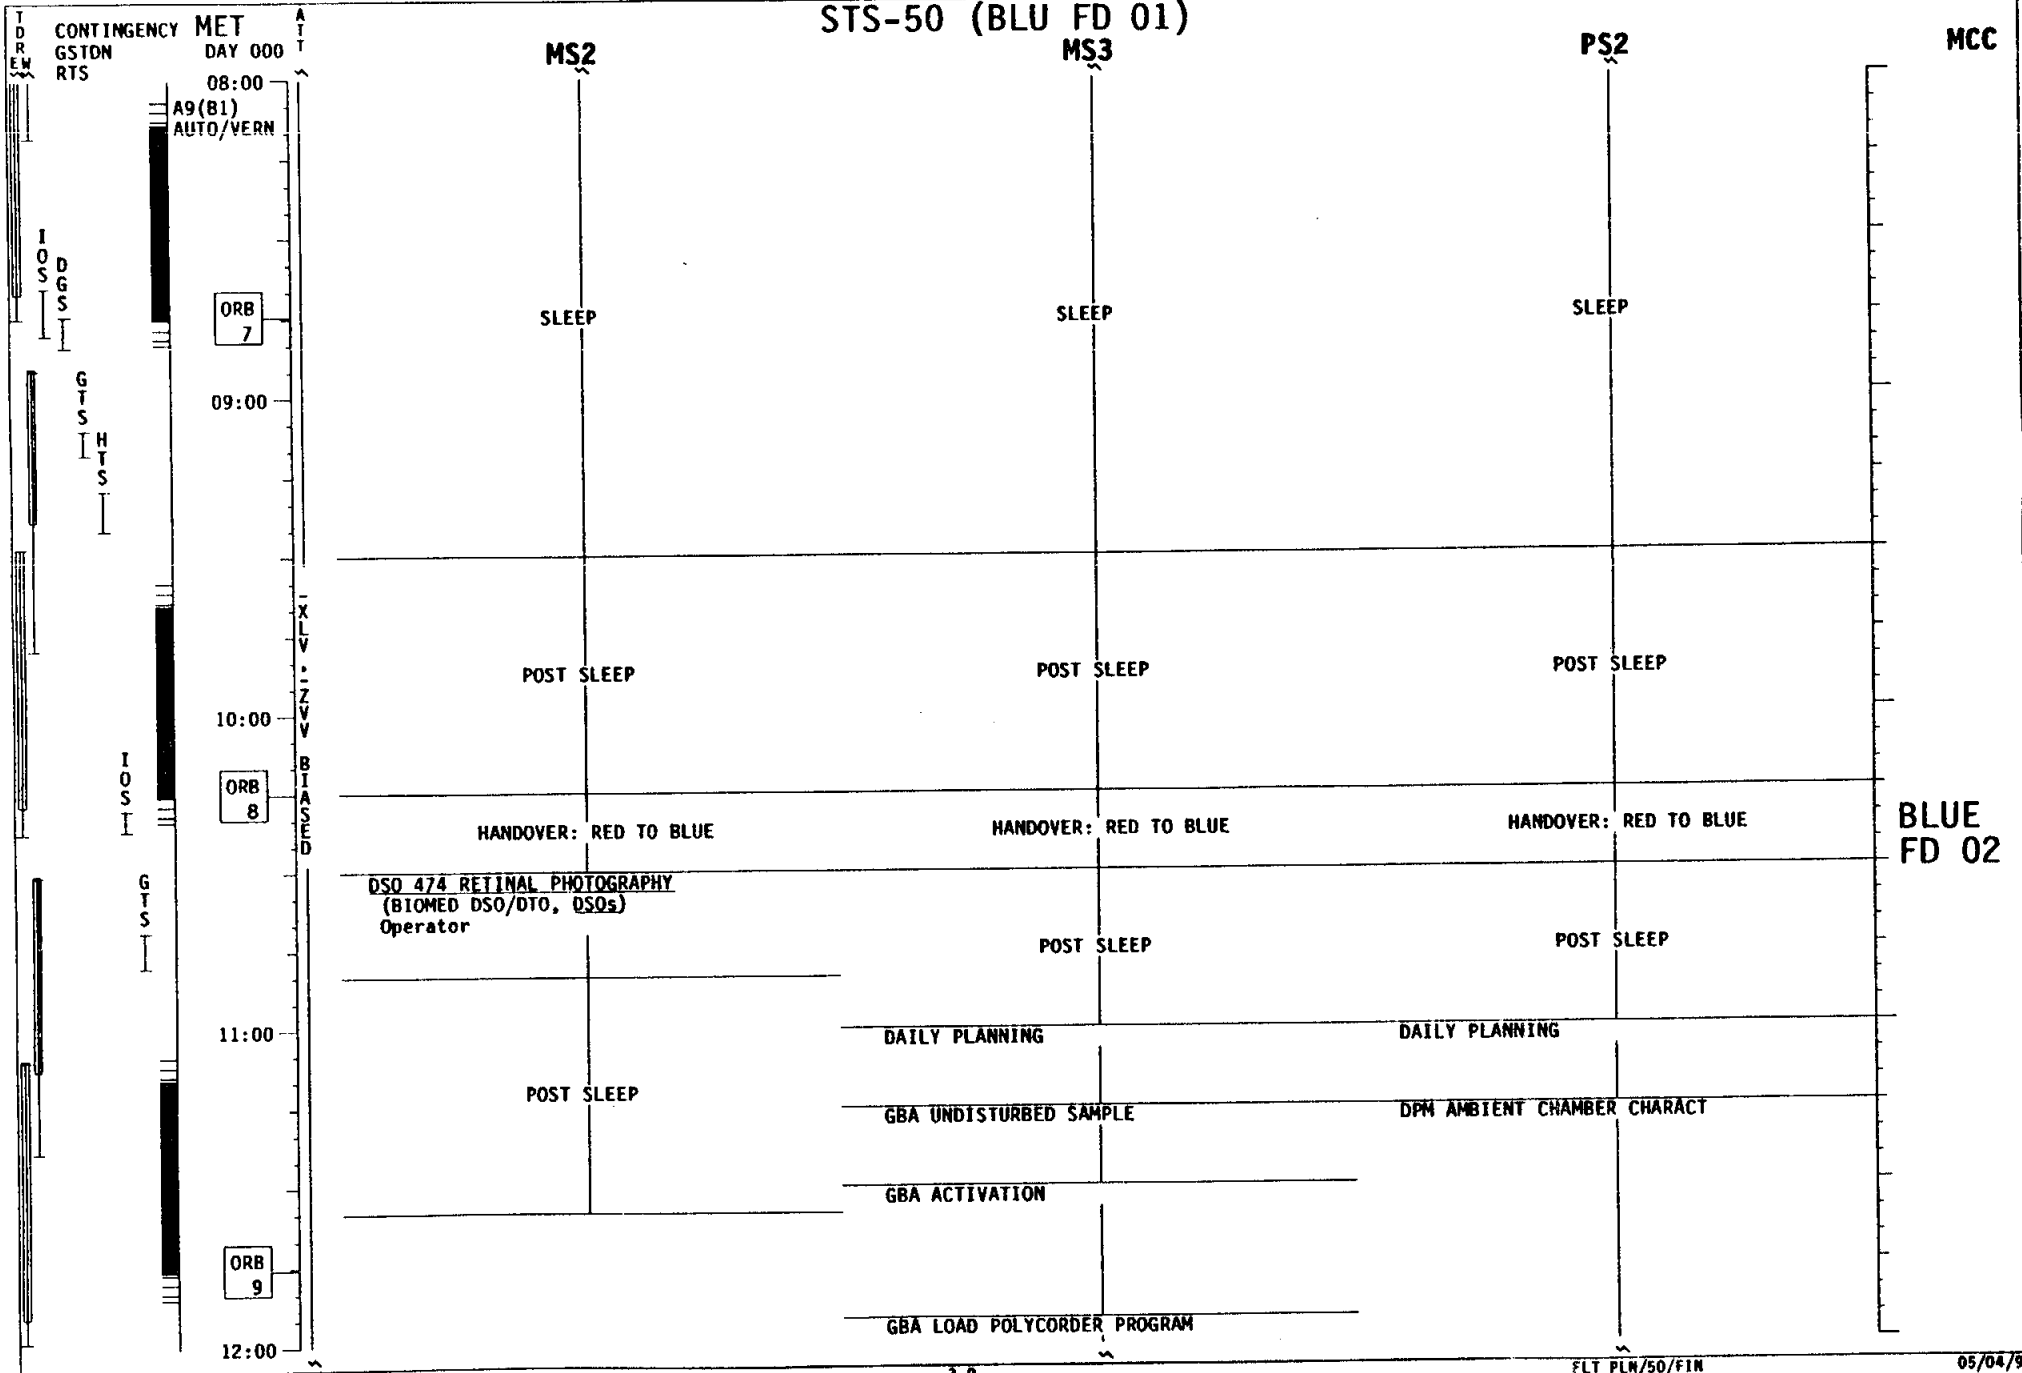 STS-50 (BLU FD 01)
TDRE W
CONTINGENCY MET
GSTDN DAY 000
RTS
ATT
MS2
MS3
PS2
MCC
08:00
A9(B1)
AUTO/VERN
IOS
DGS
ORB
7
SLEEP
SLEEP
SLEEP
GTS
09:00
HTS
-XLV -ZVV BIASED
POST SLEEP
POST SLEEP
POST SLEEP
10:00
IOS
ORB
8
HANDOVER: RED TO BLUE
HANDOVER: RED TO BLUE
HANDOVER: RED TO BLUE
BLUE
FD 02
GTS
DSO 474 RETINAL PHOTOGRAPHY
(BIOMED DSO/DTO, DSOs)
Operator
POST SLEEP
POST SLEEP
11:00
DAILY PLANNING
DAILY PLANNING
POST SLEEP
GBA UNDISTURBED SAMPLE
DPM AMBIENT CHAMBER CHARACT
GBA ACTIVATION
ORB
9
GBA LOAD POLYCORDER PROGRAM
12:00
FLT PLN/50/FIN
05/04/9